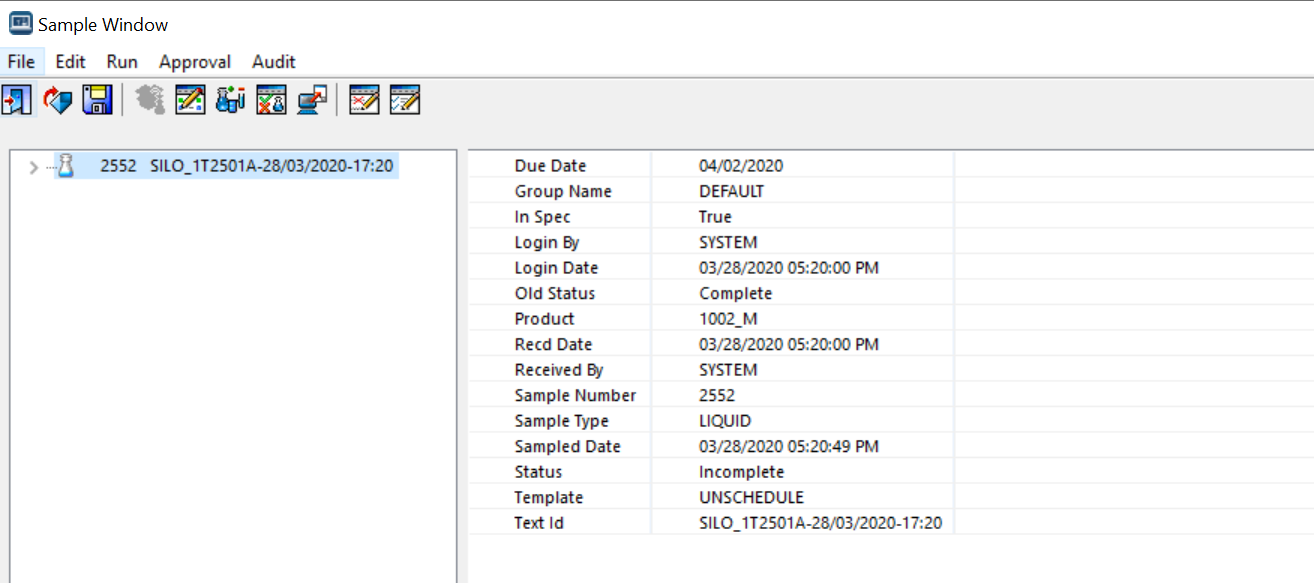 Sample Window
File Edit Run Approval Audit
2552 SILO_1T2501A-28/03/2020-17:20
Due Date 04/02/2020
Group Name DEFAULT
In Spec True
Login By SYSTEM
Login Date 03/28/2020 05:20:00 PM
Old Status Complete
Product 1002_M
Recd Date 03/28/2020 05:20:00 PM
Received By SYSTEM
Sample Number 2552
Sample Type LIQUID
Sampled Date 03/28/2020 05:20:49 PM
Status Incomplete
Template UNSCHEDULE
Text Id SILO_1T2501A-28/03/2020-17:20